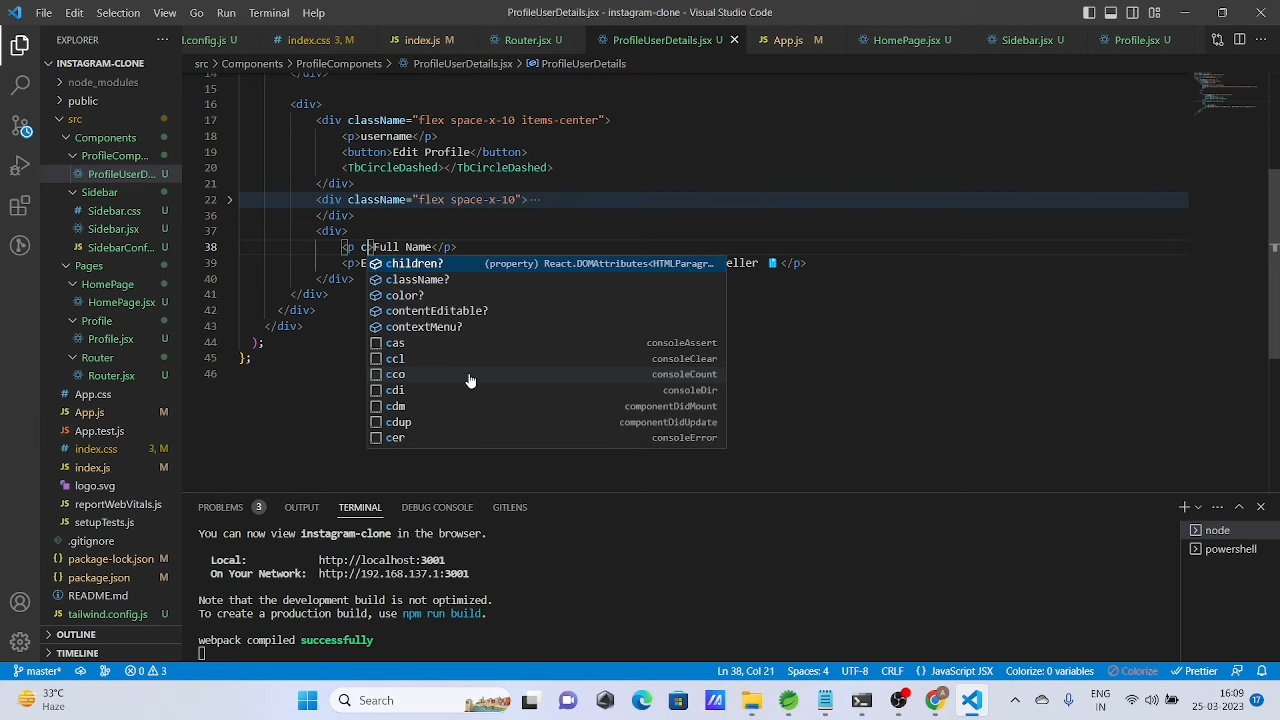 File Edit Selection View Go Run Terminal Help
ProfileUserDetails.jsx - instagram-clone - Visual Studio Code
EXPLORER
.config.js U index.css 3, M index.js M Router.jsx U ProfileUserDetails.jsx U App.js M HomePage.jsx U Sidebar.jsx U Profile.jsx U
src > Components > ProfileComponets > ProfileUserDetails.jsx > ProfileUserDetails
INSTAGRAM-CLONE
node_modules
public
src
Components
ProfileComp...
ProfileUserD... U
Sidebar
Sidebar.css U
Sidebar.jsx U
SidebarConf... U
Pages
HomePage
HomePage.jsx U
Profile
Profile.jsx U
Router
Router.jsx U
App.css
App.js M
App.test.js
index.css 3, M
index.js M
logo.svg
reportWebVitals.js
setupTests.js
.gitignore
package-lock.json M
package.json M
README.md
tailwind.config.js U
OUTLINE
TIMELINE
14 </div>
15
16 <div>
17 <div className="flex space-x-10 items-center">
18 <p>username</p>
19 <button>Edit Profile</button>
20 <TbCircleDashed></TbCircleDashed>
21 </div>
22 <div className="flex space-x-10"> ...
36 </div>
37 <div>
38 <p c>Full Name</p>
39 <p>E eller 📘</p>
40 </div>
41 </div>
42 </div>
43 </div>
44 );
45 };
46
children? (property) React.DOMAttributes<HTMLParagr...
className?
color?
contentEditable?
contextMenu?
cas consoleAssert
ccl consoleClear
cco consoleCount
cdi consoleDir
cdm componentDidMount
cdup componentDidUpdate
cer consoleError
PROBLEMS 3 OUTPUT TERMINAL DEBUG CONSOLE GITLENS
You can now view instagram-clone in the browser.
Local: http://localhost:3001
On Your Network: http://192.168.137.1:3001
Note that the development build is not optimized.
To create a production build, use npm run build.
webpack compiled successfully
node
powershell
master* 0 3 Ln 38, Col 21 Spaces: 4 UTF-8 CRLF {} JavaScript JSX Colorize: 0 variables Colorize Prettier
33°C
Haze
Search
ENG
IN
16:09
25-03-2023
17